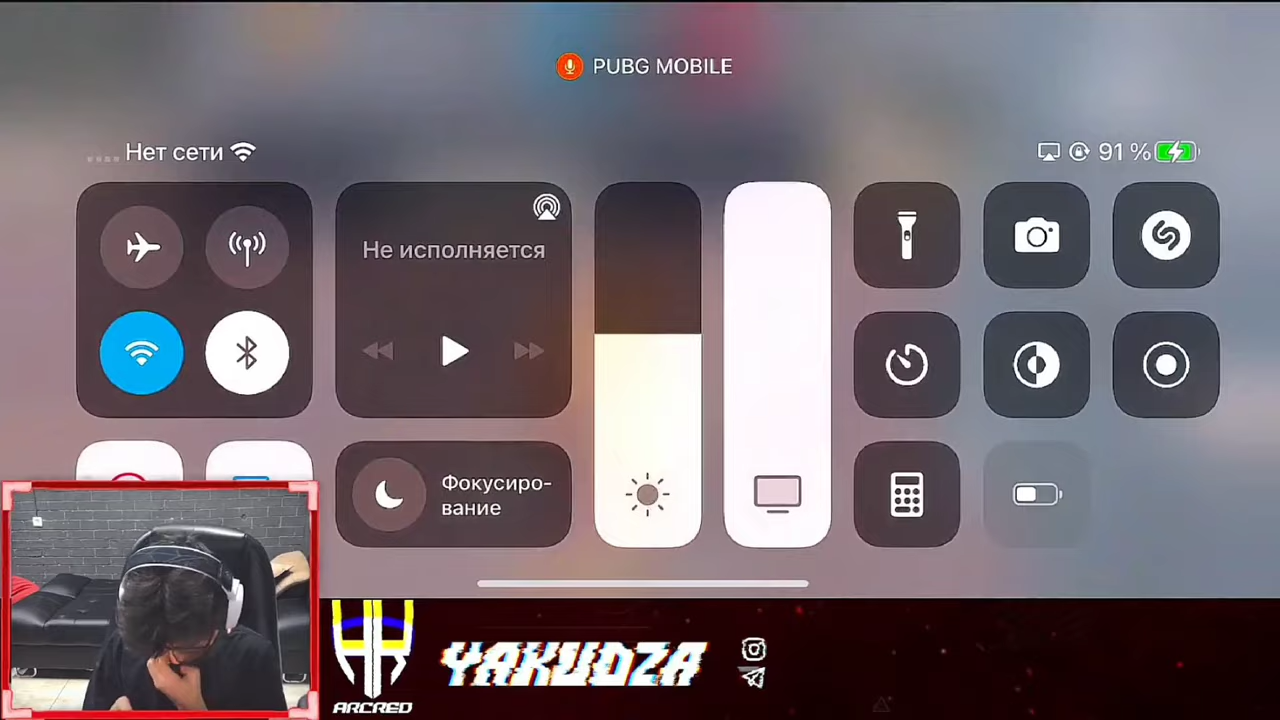 PUBG MOBILE
Нет сети
91 %
Не исполняется
Фокусиро-
вание
YAKUDZA
ARCRED